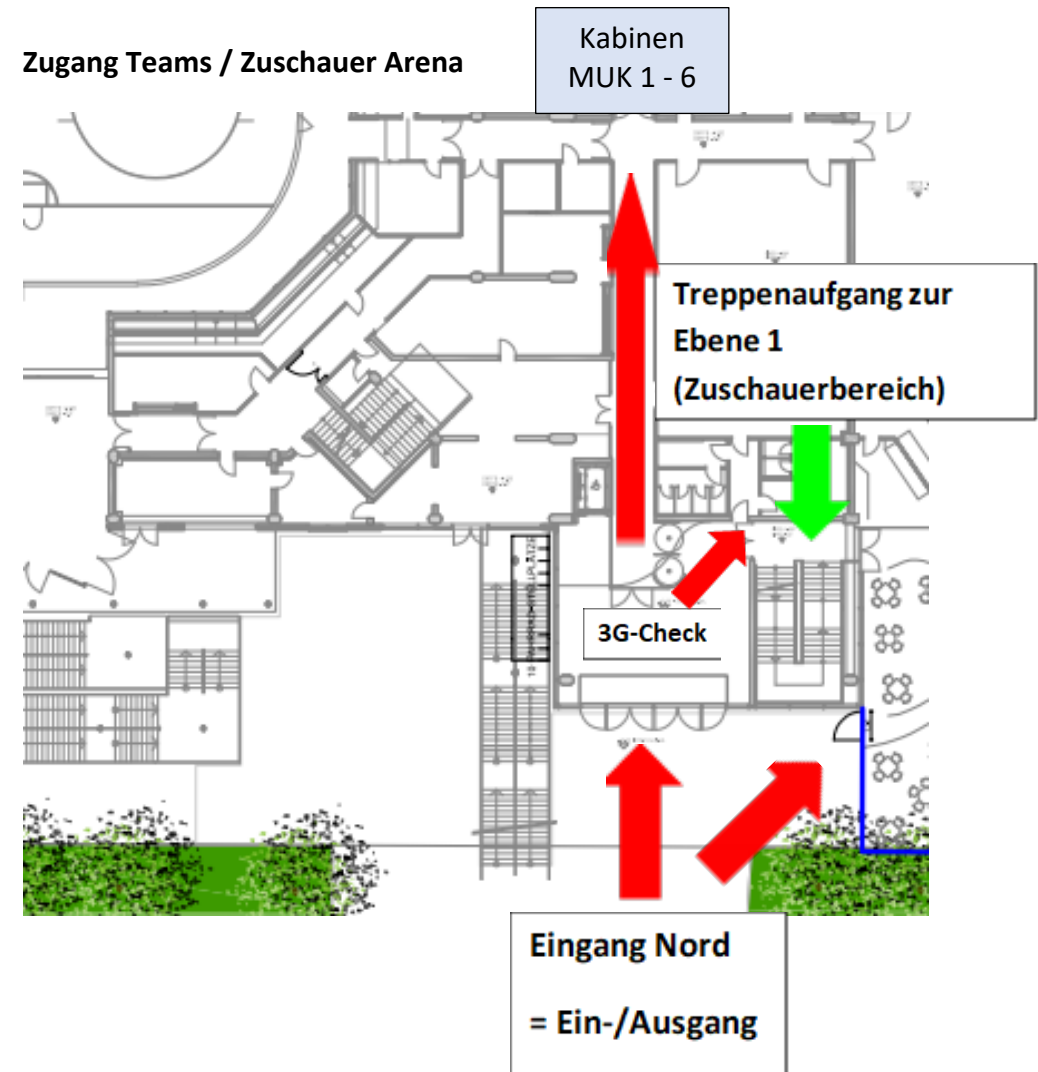 Zugang Teams / Zuschauer Arena
Kabinen
MUK 1 - 6
Treppenaufgang zur
Ebene 1
(Zuschauerbereich)
3G-Check
Eingang Nord
= Ein-/Ausgang